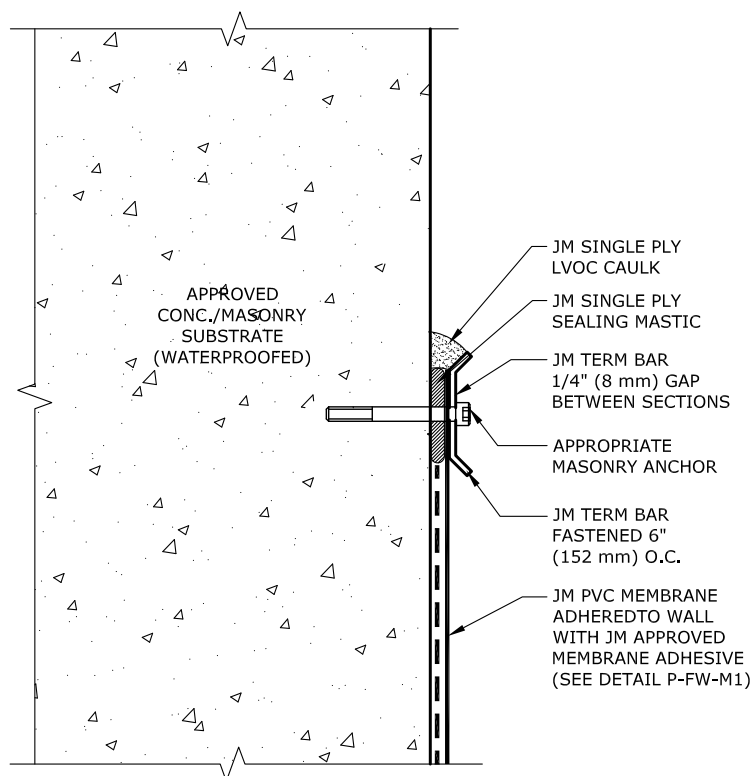 APPROVED
CONC./MASONRY
SUBSTRATE
(WATERPROOFED)
JM SINGLE PLY
LVOC CAULK
JM SINGLE PLY
SEALING MASTIC
JM TERM BAR
1/4" (8 mm) GAP
BETWEEN SECTIONS
APPROPRIATE
MASONRY ANCHOR
JM TERM BAR
FASTENED 6"
(152 mm) O.C.
JM PVC MEMBRANE
ADHEREDTO WALL
WITH JM APPROVED
MEMBRANE ADHESIVE
(SEE DETAIL P-FW-M1)